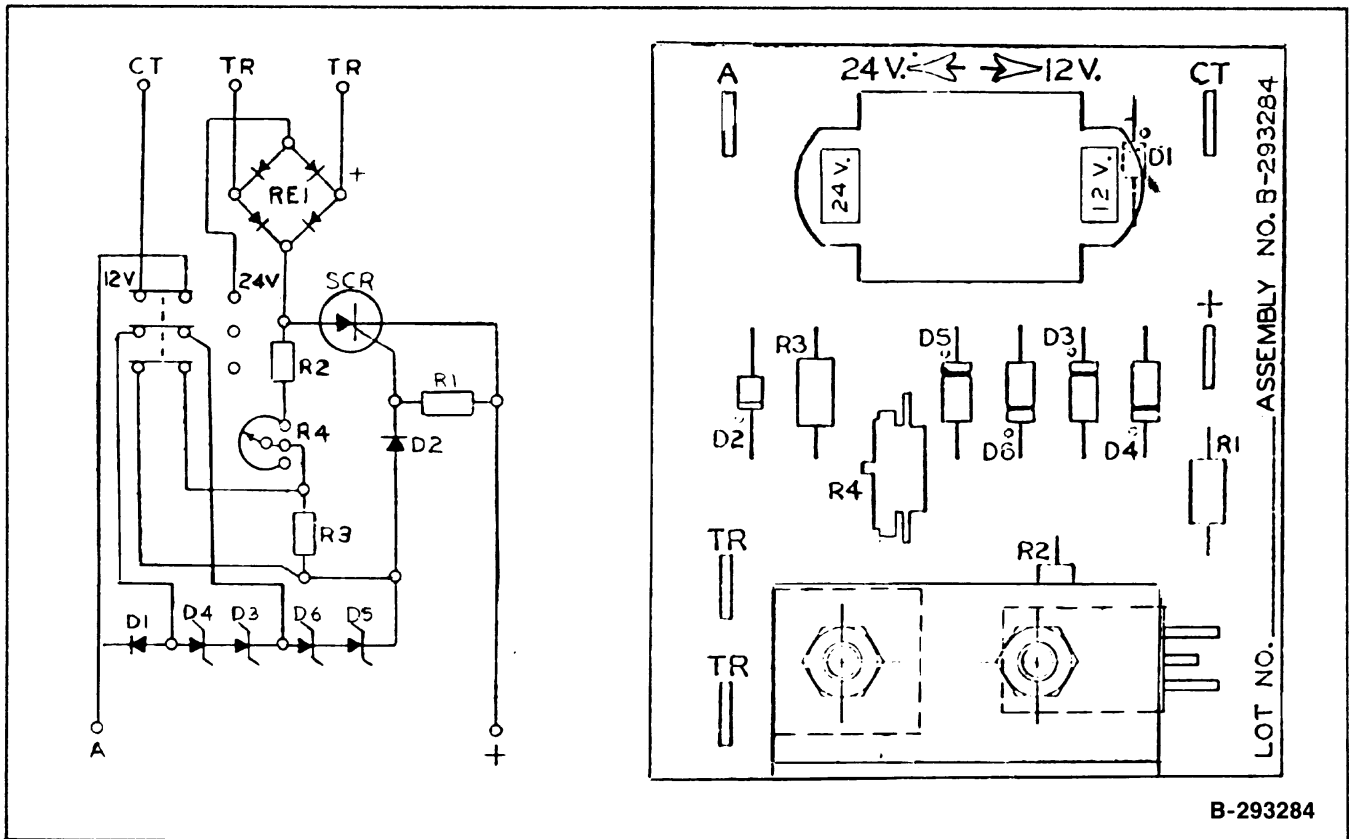 CT TR TR
RE1 +
12V 24V SCR
R2
R1
R4
D2
R3
D1 D4 D3 D6 D5
A +
24V. 12V.
A CT
24 V. 12 V. D1
+
R3 D5 D3
D2 D6 D4 R1
R4
TR R2
TR
LOT NO. ASSEMBLY NO. B-293284
B-293284